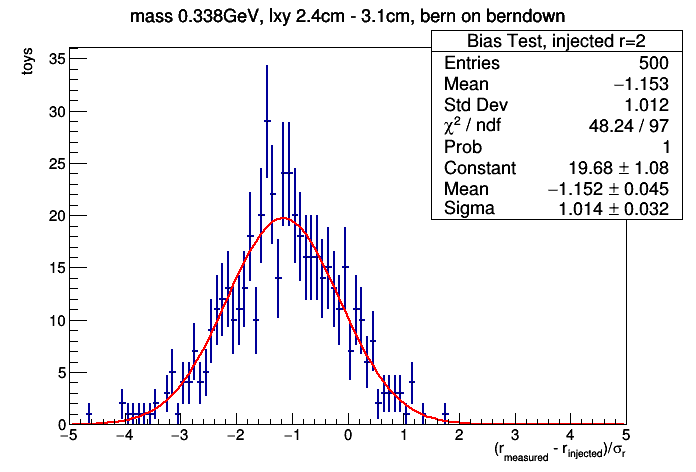 mass 0.338GeV, lxy 2.4cm - 3.1cm, bern on berndown
Bias Test, injected r=2
Entries 500
Mean −1.153
Std Dev 1.012
χ² / ndf 48.24 / 97
Prob 1
Constant 19.68 ± 1.08
Mean −1.152 ± 0.045
Sigma 1.014 ± 0.032
toys
35
30
25
20
15
10
5
0
−5 −4 −3 −2 −1 0 1 2 3 4 5
(r_measured - r_injected)/σ_r